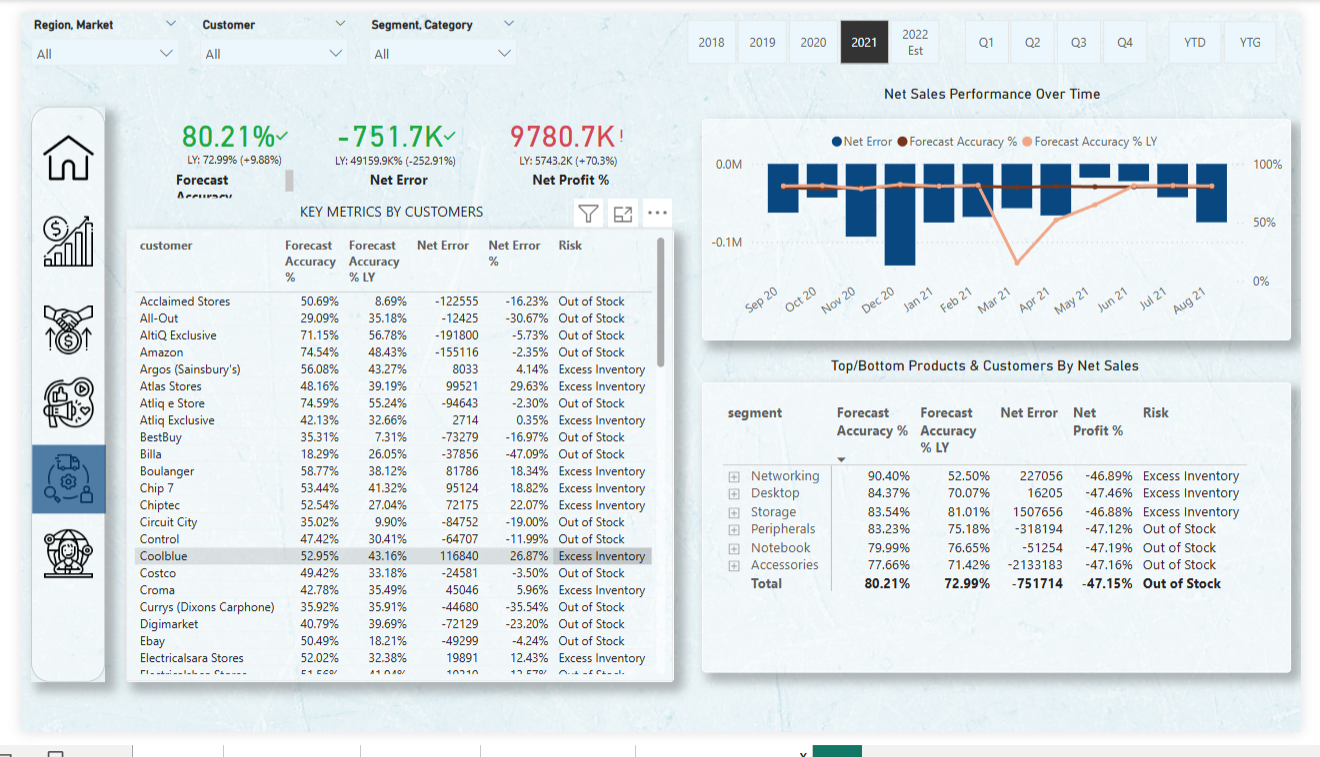 Region, Market Customer Segment, Category
All All All
2018 2019 2020 2021 2022 Est Q1 Q2 Q3 Q4 YTD YTG
80.21% -751.7K 9780.7K !
LY: 72.99% (+9.88%) LY: 49159.9K% (-252.91%) LY: 5743.2K (+70.3%)
Forecast Net Error Net Profit %
Accuracy
KEY METRICS BY CUSTOMERS
customer Forecast Accuracy % Forecast Accuracy % LY Net Error Net Error % Risk
Acclaimed Stores 50.69% 8.69% -122555 -16.23% Out of Stock
All-Out 29.09% 35.18% -12425 -30.67% Out of Stock
AltiQ Exclusive 71.15% 56.78% -191800 -5.73% Out of Stock
Amazon 74.54% 48.43% -155116 -2.35% Out of Stock
Argos (Sainsbury's) 56.08% 43.27% 8033 4.14% Excess Inventory
Atlas Stores 48.16% 39.19% 99521 29.63% Excess Inventory
Atliq e Store 74.59% 55.24% -94643 -2.30% Out of Stock
Atliq Exclusive 42.13% 32.66% 2714 0.35% Excess Inventory
BestBuy 35.31% 7.31% -73279 -16.97% Out of Stock
Billa 18.29% 26.05% -37856 -47.09% Out of Stock
Boulanger 58.77% 38.12% 81786 18.34% Excess Inventory
Chip 7 53.44% 41.32% 95124 18.82% Excess Inventory
Chiptec 52.54% 27.04% 72175 22.07% Excess Inventory
Circuit City 35.02% 9.90% -84752 -19.00% Out of Stock
Control 47.42% 30.41% -64707 -11.99% Out of Stock
Coolblue 52.95% 43.16% 116840 26.87% Excess Inventory
Costco 49.42% 33.18% -24581 -3.50% Out of Stock
Croma 42.78% 35.49% 45046 5.96% Excess Inventory
Currys (Dixons Carphone) 35.92% 35.91% -44680 -35.54% Out of Stock
Digimarket 40.79% 39.69% -72129 -23.20% Out of Stock
Ebay 50.49% 18.21% -49299 -4.24% Out of Stock
Electricalsara Stores 52.02% 32.38% 19891 12.43% Excess Inventory
Net Sales Performance Over Time
Net Error Forecast Accuracy % Forecast Accuracy % LY
0.0M 100%
50%
-0.1M
0%
Sep 20 Oct 20 Nov 20 Dec 20 Jan 21 Feb 21 Mar 21 Apr 21 May 21 Jun 21 Jul 21 Aug 21
Top/Bottom Products & Customers By Net Sales
segment Forecast Accuracy % Forecast Accuracy % LY Net Error Net Profit % Risk
Networking 90.40% 52.50% 227056 -46.89% Excess Inventory
Desktop 84.37% 70.07% 16205 -47.46% Excess Inventory
Storage 83.54% 81.01% 1507656 -46.88% Excess Inventory
Peripherals 83.23% 75.18% -318194 -47.12% Out of Stock
Notebook 79.99% 76.65% -51254 -47.19% Out of Stock
Accessories 77.66% 71.42% -2133183 -47.16% Out of Stock
Total 80.21% 72.99% -751714 -47.15% Out of Stock